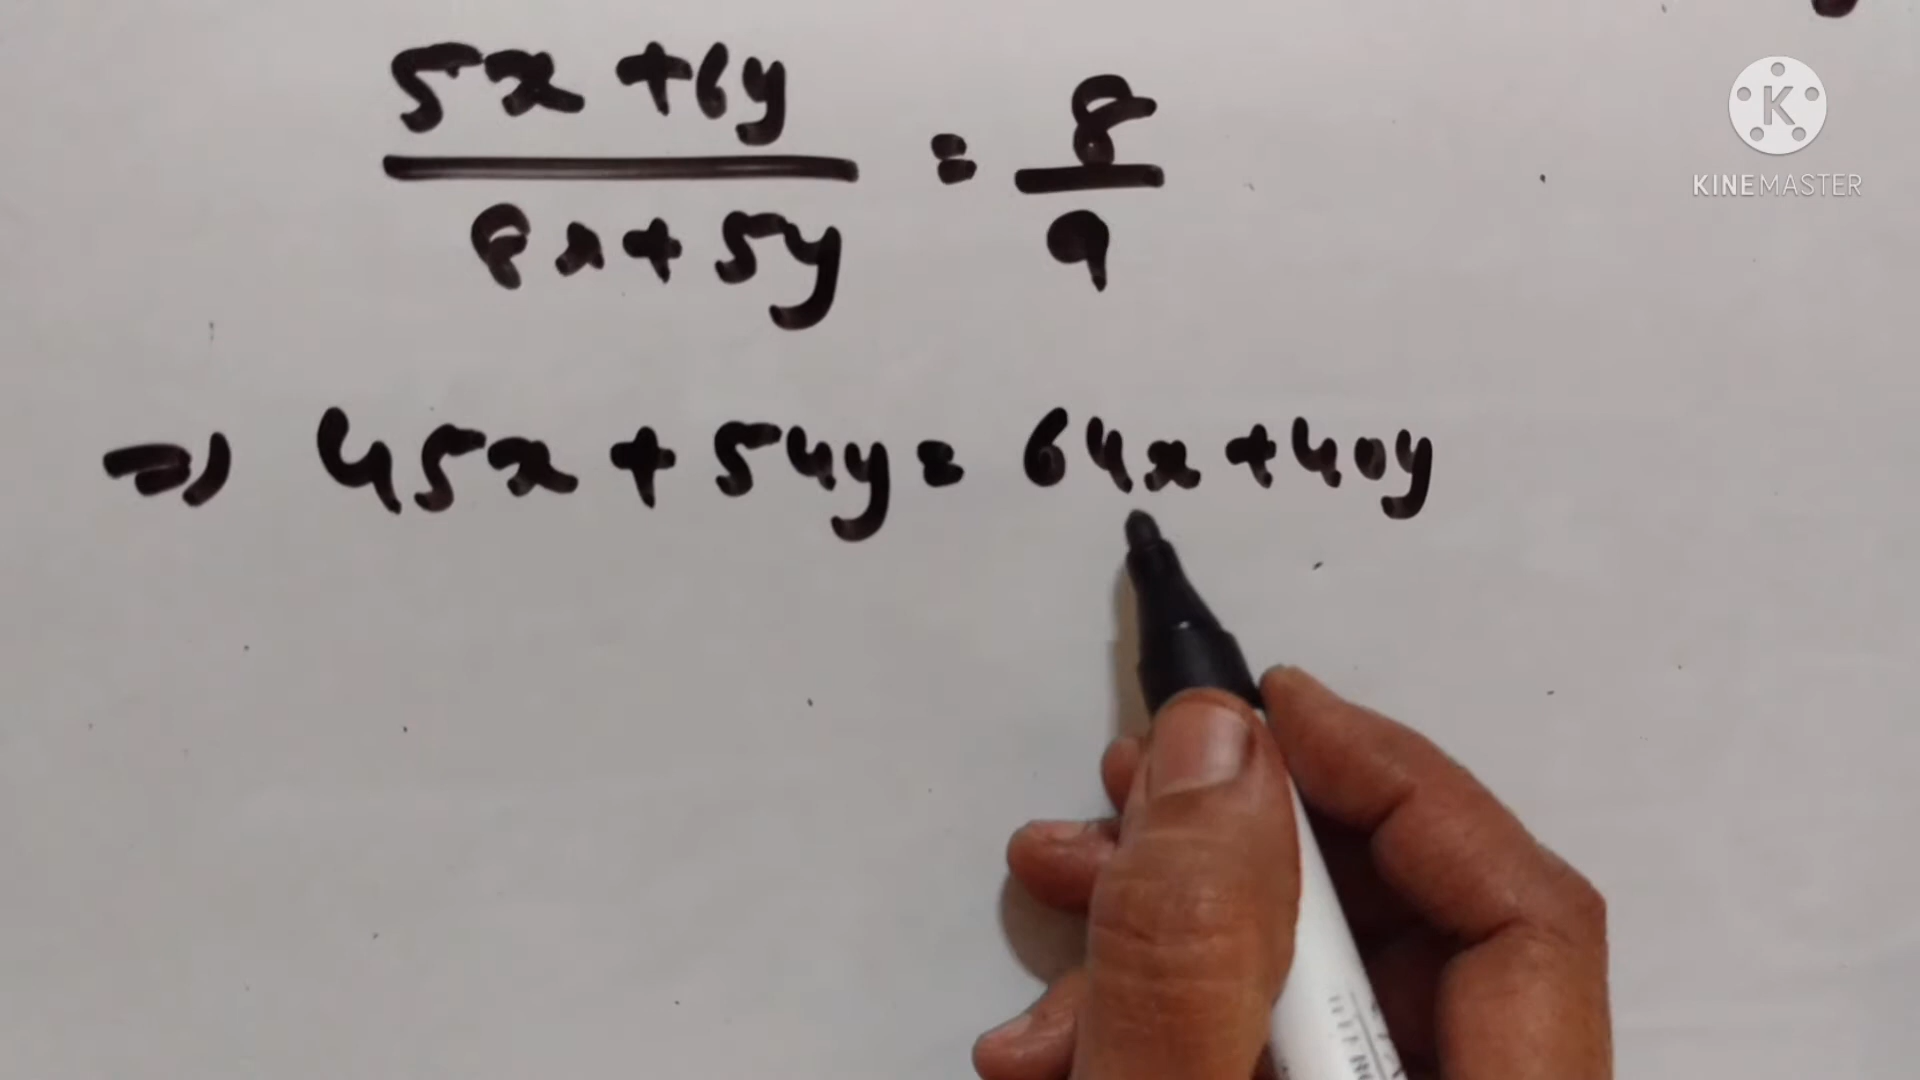 5x + 6y
= 8/9
8x + 5y
⇒ 45x + 54y = 64x + 40y
K
KINEMASTER